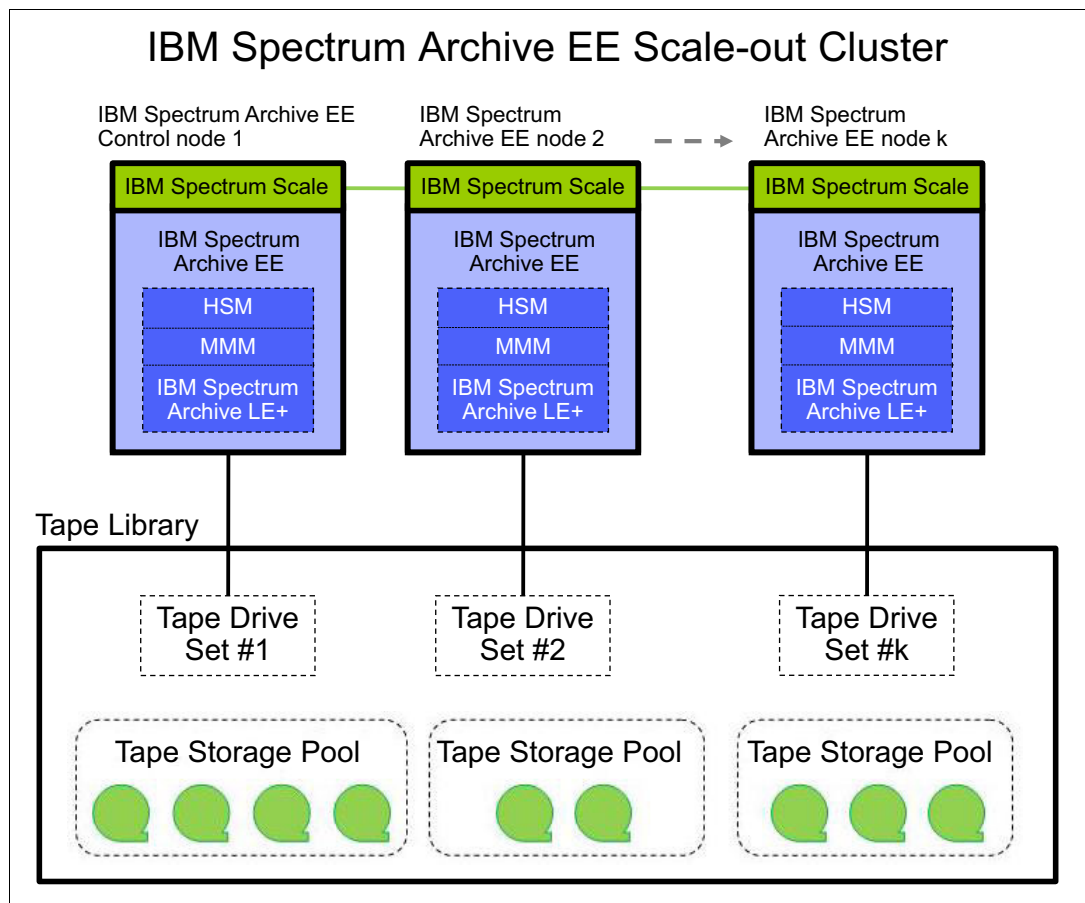 IBM Spectrum Archive EE Scale-out Cluster
IBM Spectrum Archive EE
Control node 1
IBM Spectrum
Archive EE node 2
IBM Spectrum
Archive EE node k
IBM Spectrum Scale
IBM Spectrum Scale
IBM Spectrum Scale
IBM Spectrum
Archive EE
HSM
MMM
IBM Spectrum
Archive LE+
IBM Spectrum
Archive EE
HSM
MMM
IBM Spectrum
Archive LE+
IBM Spectrum
Archive EE
HSM
MMM
IBM Spectrum
Archive LE+
Tape Library
Tape Drive
Set #1
Tape Drive
Set #2
Tape Drive
Set #k
Tape Storage Pool
Tape Storage Pool
Tape Storage Pool